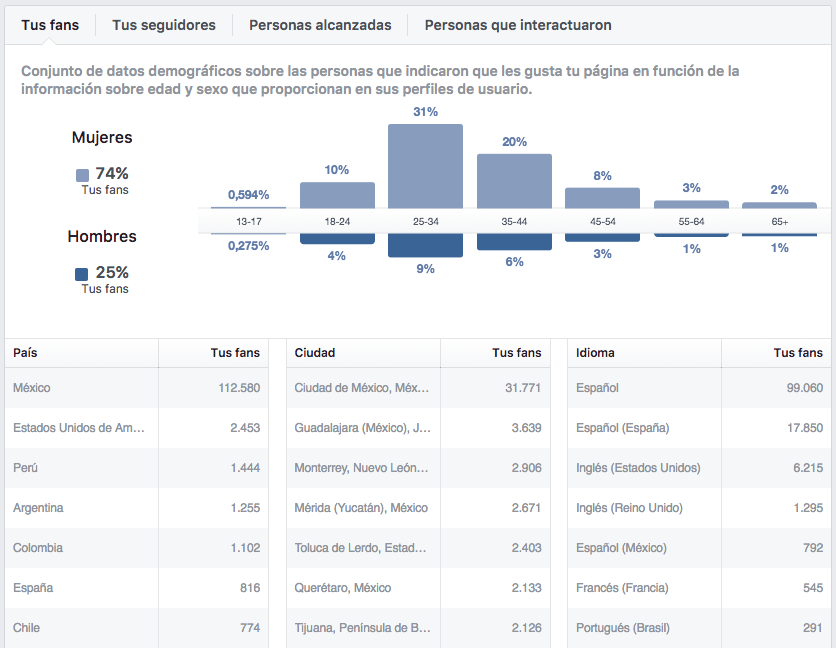 Tus fans Tus seguidores Personas alcanzadas Personas que interactuaron
Conjunto de datos demográficos sobre las personas que indicaron que les gusta tu página en función de la
información sobre edad y sexo que proporcionan en sus perfiles de usuario.
Mujeres
74%
Tus fans
0,594% 10% 31% 20% 8% 3% 2%
13-17 18-24 25-34 35-44 45-54 55-64 65+
Hombres
25%
Tus fans
0,275% 4% 9% 6% 3% 1% 1%
País Tus fans Ciudad Tus fans Idioma Tus fans
México 112.580 Ciudad de México, Méx... 31.771 Español 99.060
Estados Unidos de Am... 2.453 Guadalajara (México), J... 3.639 Español (España) 17.850
Perú 1.444 Monterrey, Nuevo León... 2.906 Inglés (Estados Unidos) 6.215
Argentina 1.255 Mérida (Yucatán), México 2.671 Inglés (Reino Unido) 1.295
Colombia 1.102 Toluca de Lerdo, Estad... 2.403 Español (México) 792
España 816 Querétaro, México 2.133 Francés (Francia) 545
Chile 774 Tijuana, Península de B... 2.126 Portugués (Brasil) 291